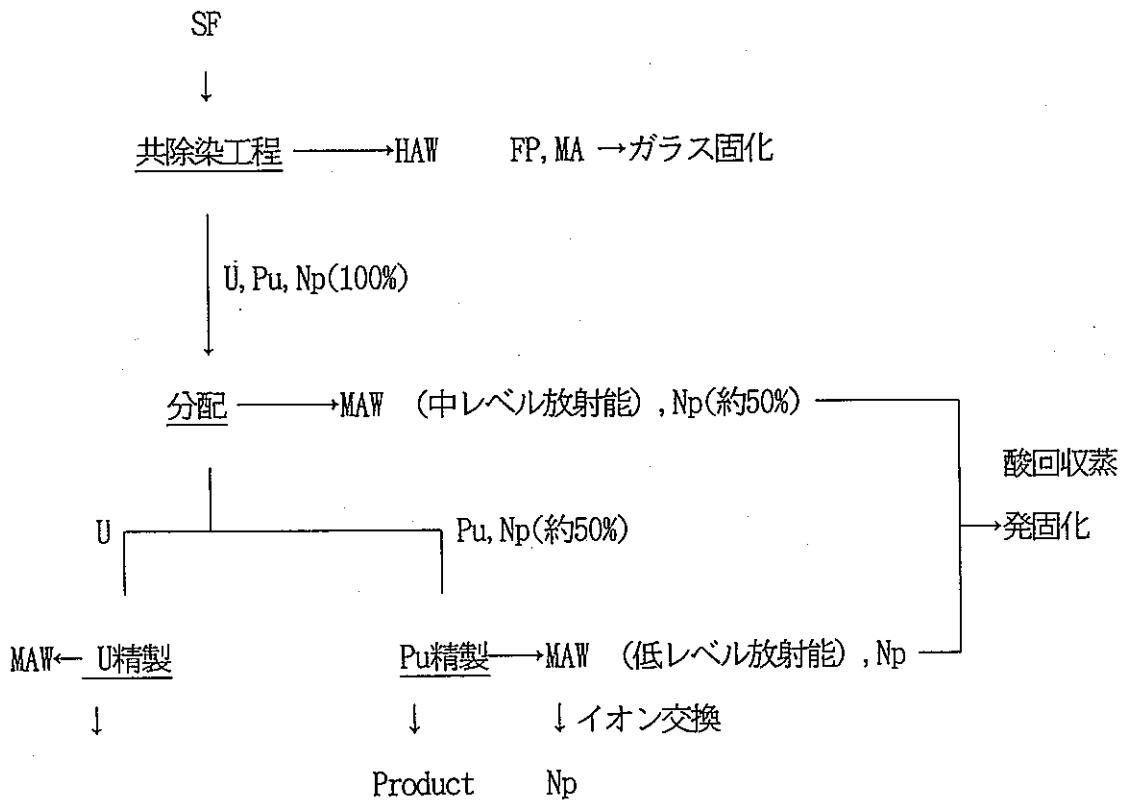 SF
↓
共除染工程 →HAW FP, MA →ガラス固化
U, Pu, Np(100%)
分配 →MAW (中レベル放射能) , Np(約50%)
酸回収蒸
U Pu, Np(約50%) →発固化
MAW← U精製 Pu精製→MAW (低レベル放射能) , Np
↓ ↓ ↓イオン交換
Product Np